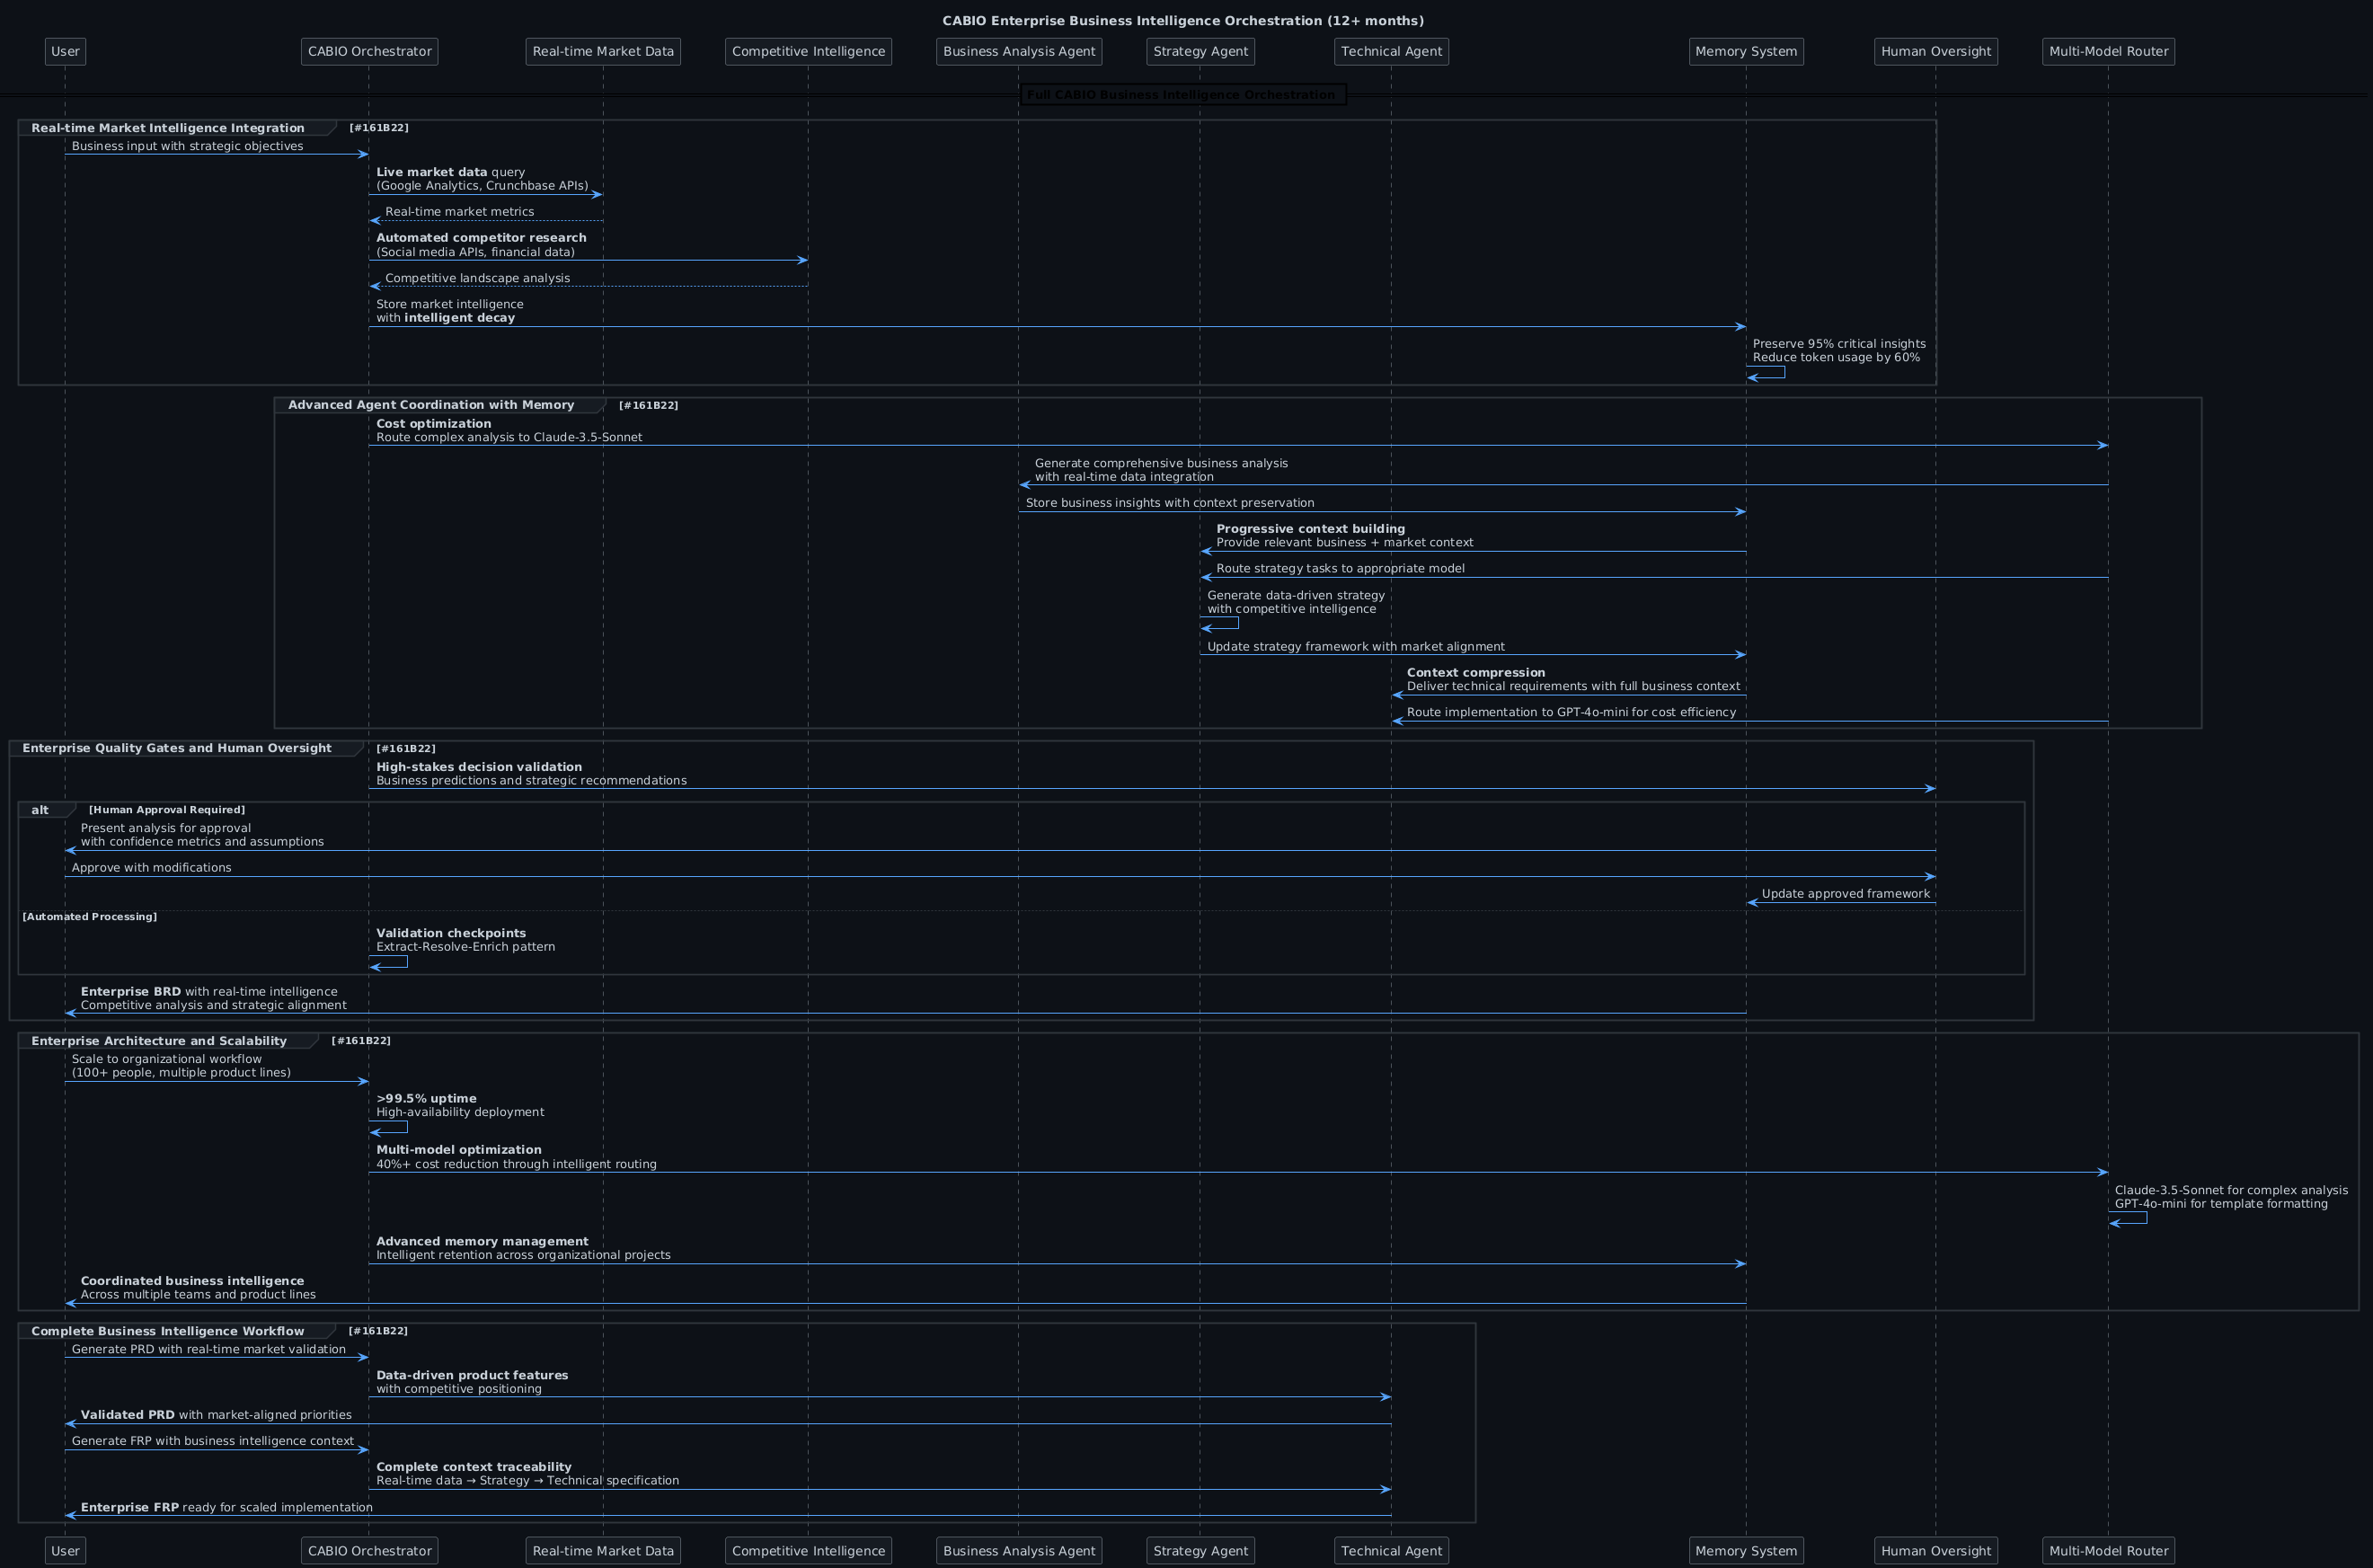 CABIO Enterprise Business Intelligence Orchestration (12+ months)
User
CABIO Orchestrator
Real-time Market Data
Competitive Intelligence
Business Analysis Agent
Strategy Agent
Technical Agent
Memory System
Human Oversight
Multi-Model Router
Full CABIO Business Intelligence Orchestration
Real-time Market Intelligence Integration
[#161B22]
Business input with strategic objectives
Live market data query
(Google Analytics, Crunchbase APIs)
Real-time market metrics
Automated competitor research
(Social media APIs, financial data)
Competitive landscape analysis
Store market intelligence
with intelligent decay
Preserve 95% critical insights
Reduce token usage by 60%
Advanced Agent Coordination with Memory
[#161B22]
Cost optimization
Route complex analysis to Claude-3.5-Sonnet
Generate comprehensive business analysis
with real-time data integration
Store business insights with context preservation
Progressive context building
Provide relevant business + market context
Route strategy tasks to appropriate model
Generate data-driven strategy
with competitive intelligence
Update strategy framework with market alignment
Context compression
Deliver technical requirements with full business context
Route implementation to GPT-4o-mini for cost efficiency
Enterprise Quality Gates and Human Oversight
[#161B22]
High-stakes decision validation
Business predictions and strategic recommendations
alt
[Human Approval Required]
Present analysis for approval
with confidence metrics and assumptions
Approve with modifications
Update approved framework
[Automated Processing]
Validation checkpoints
Extract-Resolve-Enrich pattern
Enterprise BRD with real-time intelligence
Competitive analysis and strategic alignment
Enterprise Architecture and Scalability
[#161B22]
Scale to organizational workflow
(100+ people, multiple product lines)
>99.5% uptime
High-availability deployment
Multi-model optimization
40%+ cost reduction through intelligent routing
Claude-3.5-Sonnet for complex analysis
GPT-4o-mini for template formatting
Advanced memory management
Intelligent retention across organizational projects
Coordinated business intelligence
Across multiple teams and product lines
Complete Business Intelligence Workflow
[#161B22]
Generate PRD with real-time market validation
Data-driven product features
with competitive positioning
Validated PRD with market-aligned priorities
Generate FRP with business intelligence context
Complete context traceability
Real-time data → Strategy → Technical specification
Enterprise FRP ready for scaled implementation
User
CABIO Orchestrator
Real-time Market Data
Competitive Intelligence
Business Analysis Agent
Strategy Agent
Technical Agent
Memory System
Human Oversight
Multi-Model Router